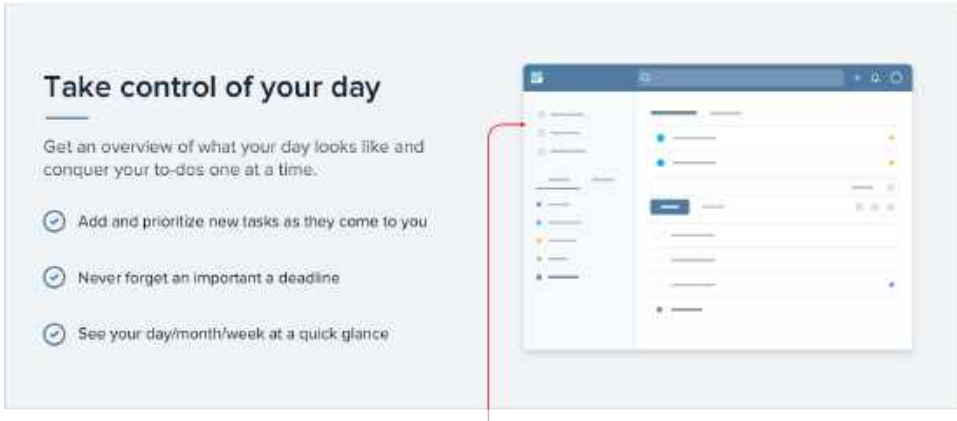 Take control of your day
Get an overview of what your day looks like and
conquer your to-dos one at a time.
Add and prioritize new tasks as they come to you
Never forget an important a deadline
See your day/month/week at a quick glance